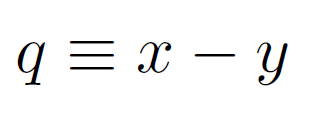 q ≡ x − y